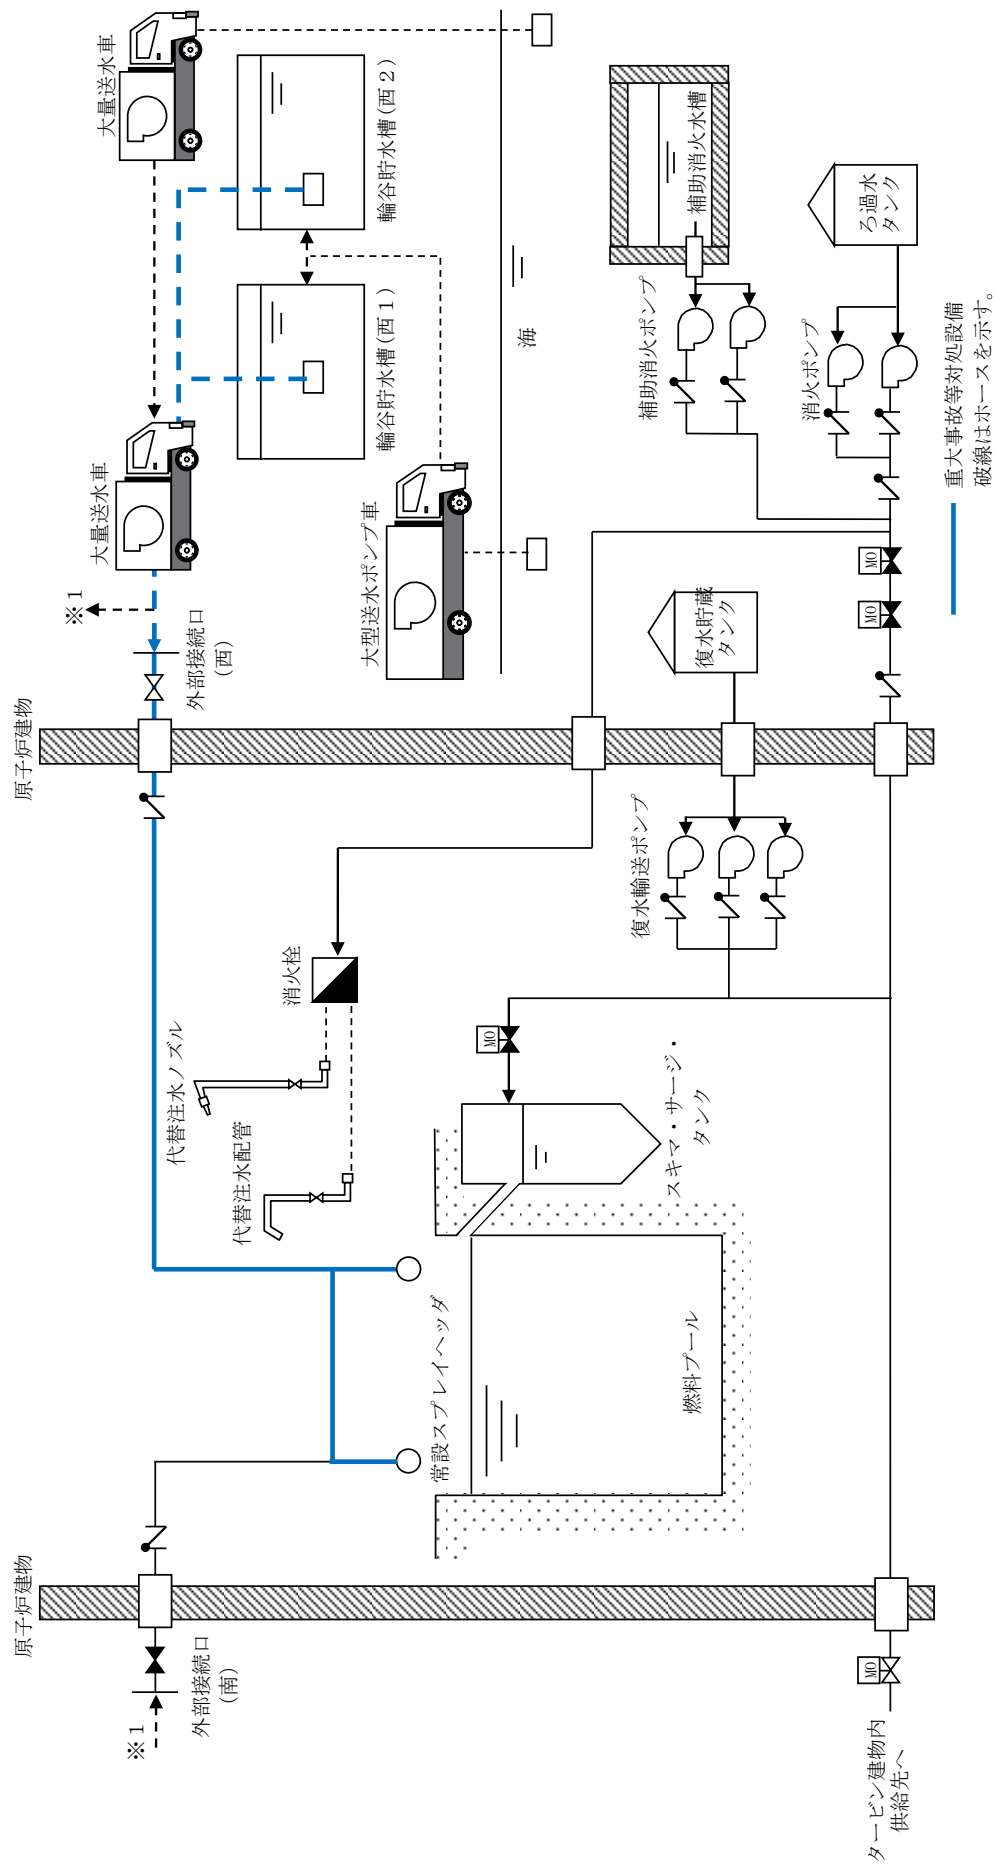 原子炉建物
※1
外部接続口
(南)
タービン建物内
供給先へ
MO
常設スプレイヘッダ
燃料プール
代替注水配管
代替注水ノズル
消火栓
スキマ・サージ・
タンク
MO
復水輸送ポンプ
原子炉建物
外部接続口
(西)
※1
復水貯蔵
タンク
MO
MO
大量送水車
大型送水ポンプ車
輪谷貯水槽(西1)
輪谷貯水槽(西2)
大量送水車
海
補助消火ポンプ
補助消火水槽
消火ポンプ
ろ過水
タンク
重大事故等対処設備
破線はホースを示す。